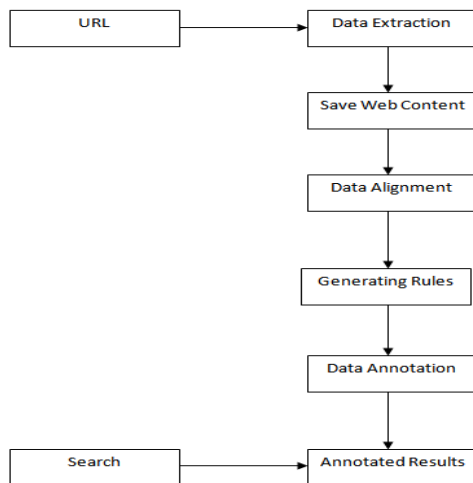 URL
Data Extraction
Save Web Content
Data Alignment
Generating Rules
Data Annotation
Search
Annotated Results